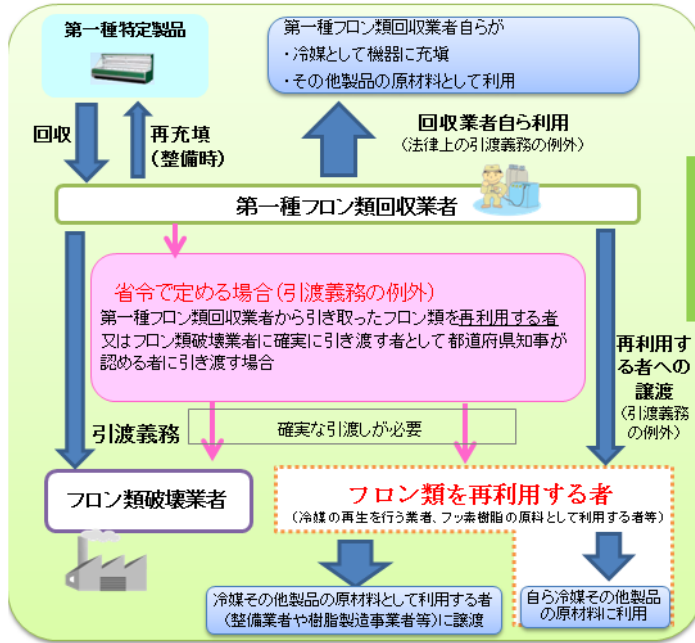 第一種特定製品
第一種フロン類回収業者自らが
・冷媒として機器に充填
・その他製品の原材料として利用
回収
再充填
(整備時)
回収業者自ら利用
(法律上の引渡義務の例外)
第一種フロン類回収業者
省令で定める場合(引渡義務の例外)
第一種フロン類回収業者から引き取ったフロン類を再利用する者
又はフロン類破壊業者に確実に引き渡す者として都道府県知事が
認める者に引き渡す場合
再利用す
る者への
譲渡
(引渡義務
の例外)
引渡義務
確実な引渡しが必要
フロン類破壊業者
フロン類を再利用する者
(冷媒の再生を行う業者、フッ素樹脂の原料として利用する者等)
冷媒その他製品の原材料として利用する者
(整備業者や樹脂製造事業者等)に譲渡
自ら冷媒その他製品
の原材料に利用